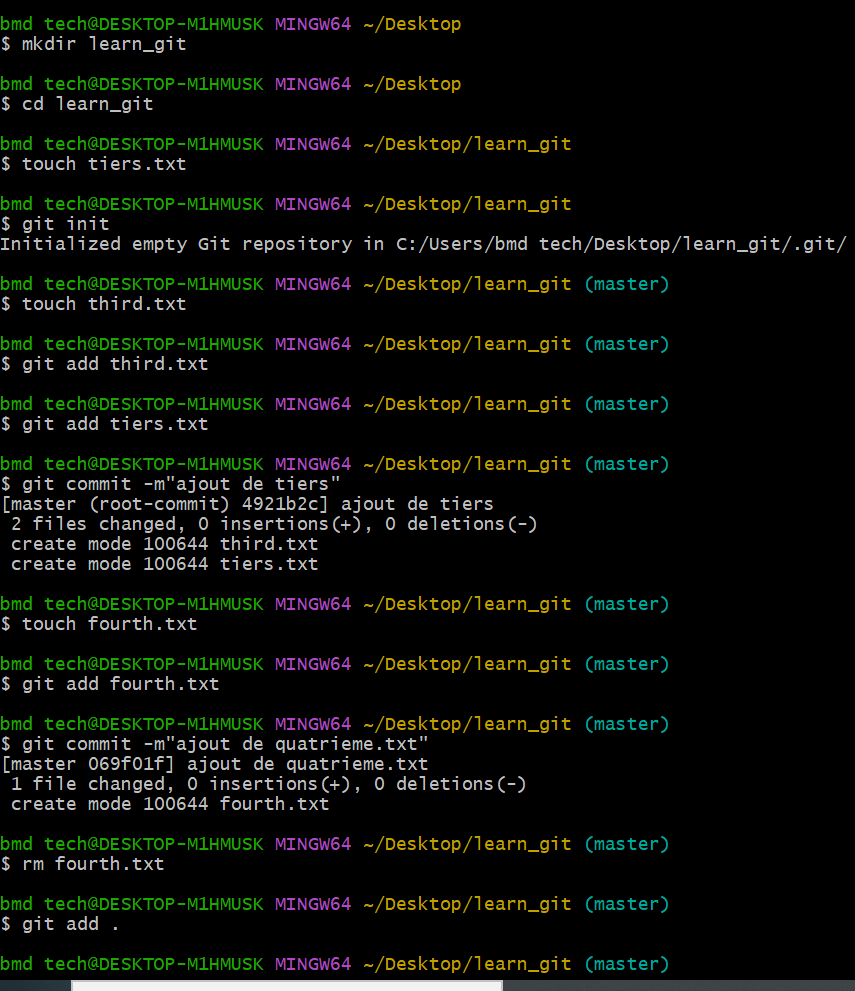 bmd tech@DESKTOP-M1HMUSK MINGW64 ~/Desktop
$ mkdir learn_git
bmd tech@DESKTOP-M1HMUSK MINGW64 ~/Desktop
$ cd learn_git
bmd tech@DESKTOP-M1HMUSK MINGW64 ~/Desktop/learn_git
$ touch tiers.txt
bmd tech@DESKTOP-M1HMUSK MINGW64 ~/Desktop/learn_git
$ git init
Initialized empty Git repository in C:/Users/bmd tech/Desktop/learn_git/.git/
bmd tech@DESKTOP-M1HMUSK MINGW64 ~/Desktop/learn_git (master)
$ touch third.txt
bmd tech@DESKTOP-M1HMUSK MINGW64 ~/Desktop/learn_git (master)
$ git add third.txt
bmd tech@DESKTOP-M1HMUSK MINGW64 ~/Desktop/learn_git (master)
$ git add tiers.txt
bmd tech@DESKTOP-M1HMUSK MINGW64 ~/Desktop/learn_git (master)
$ git commit -m"ajout de tiers"
[master (root-commit) 4921b2c] ajout de tiers
 2 files changed, 0 insertions(+), 0 deletions(-)
 create mode 100644 third.txt
 create mode 100644 tiers.txt
bmd tech@DESKTOP-M1HMUSK MINGW64 ~/Desktop/learn_git (master)
$ touch fourth.txt
bmd tech@DESKTOP-M1HMUSK MINGW64 ~/Desktop/learn_git (master)
$ git add fourth.txt
bmd tech@DESKTOP-M1HMUSK MINGW64 ~/Desktop/learn_git (master)
$ git commit -m"ajout de quatrieme.txt"
[master 069f01f] ajout de quatrieme.txt
 1 file changed, 0 insertions(+), 0 deletions(-)
 create mode 100644 fourth.txt
bmd tech@DESKTOP-M1HMUSK MINGW64 ~/Desktop/learn_git (master)
$ rm fourth.txt
bmd tech@DESKTOP-M1HMUSK MINGW64 ~/Desktop/learn_git (master)
$ git add .
bmd tech@DESKTOP-M1HMUSK MINGW64 ~/Desktop/learn_git (master)